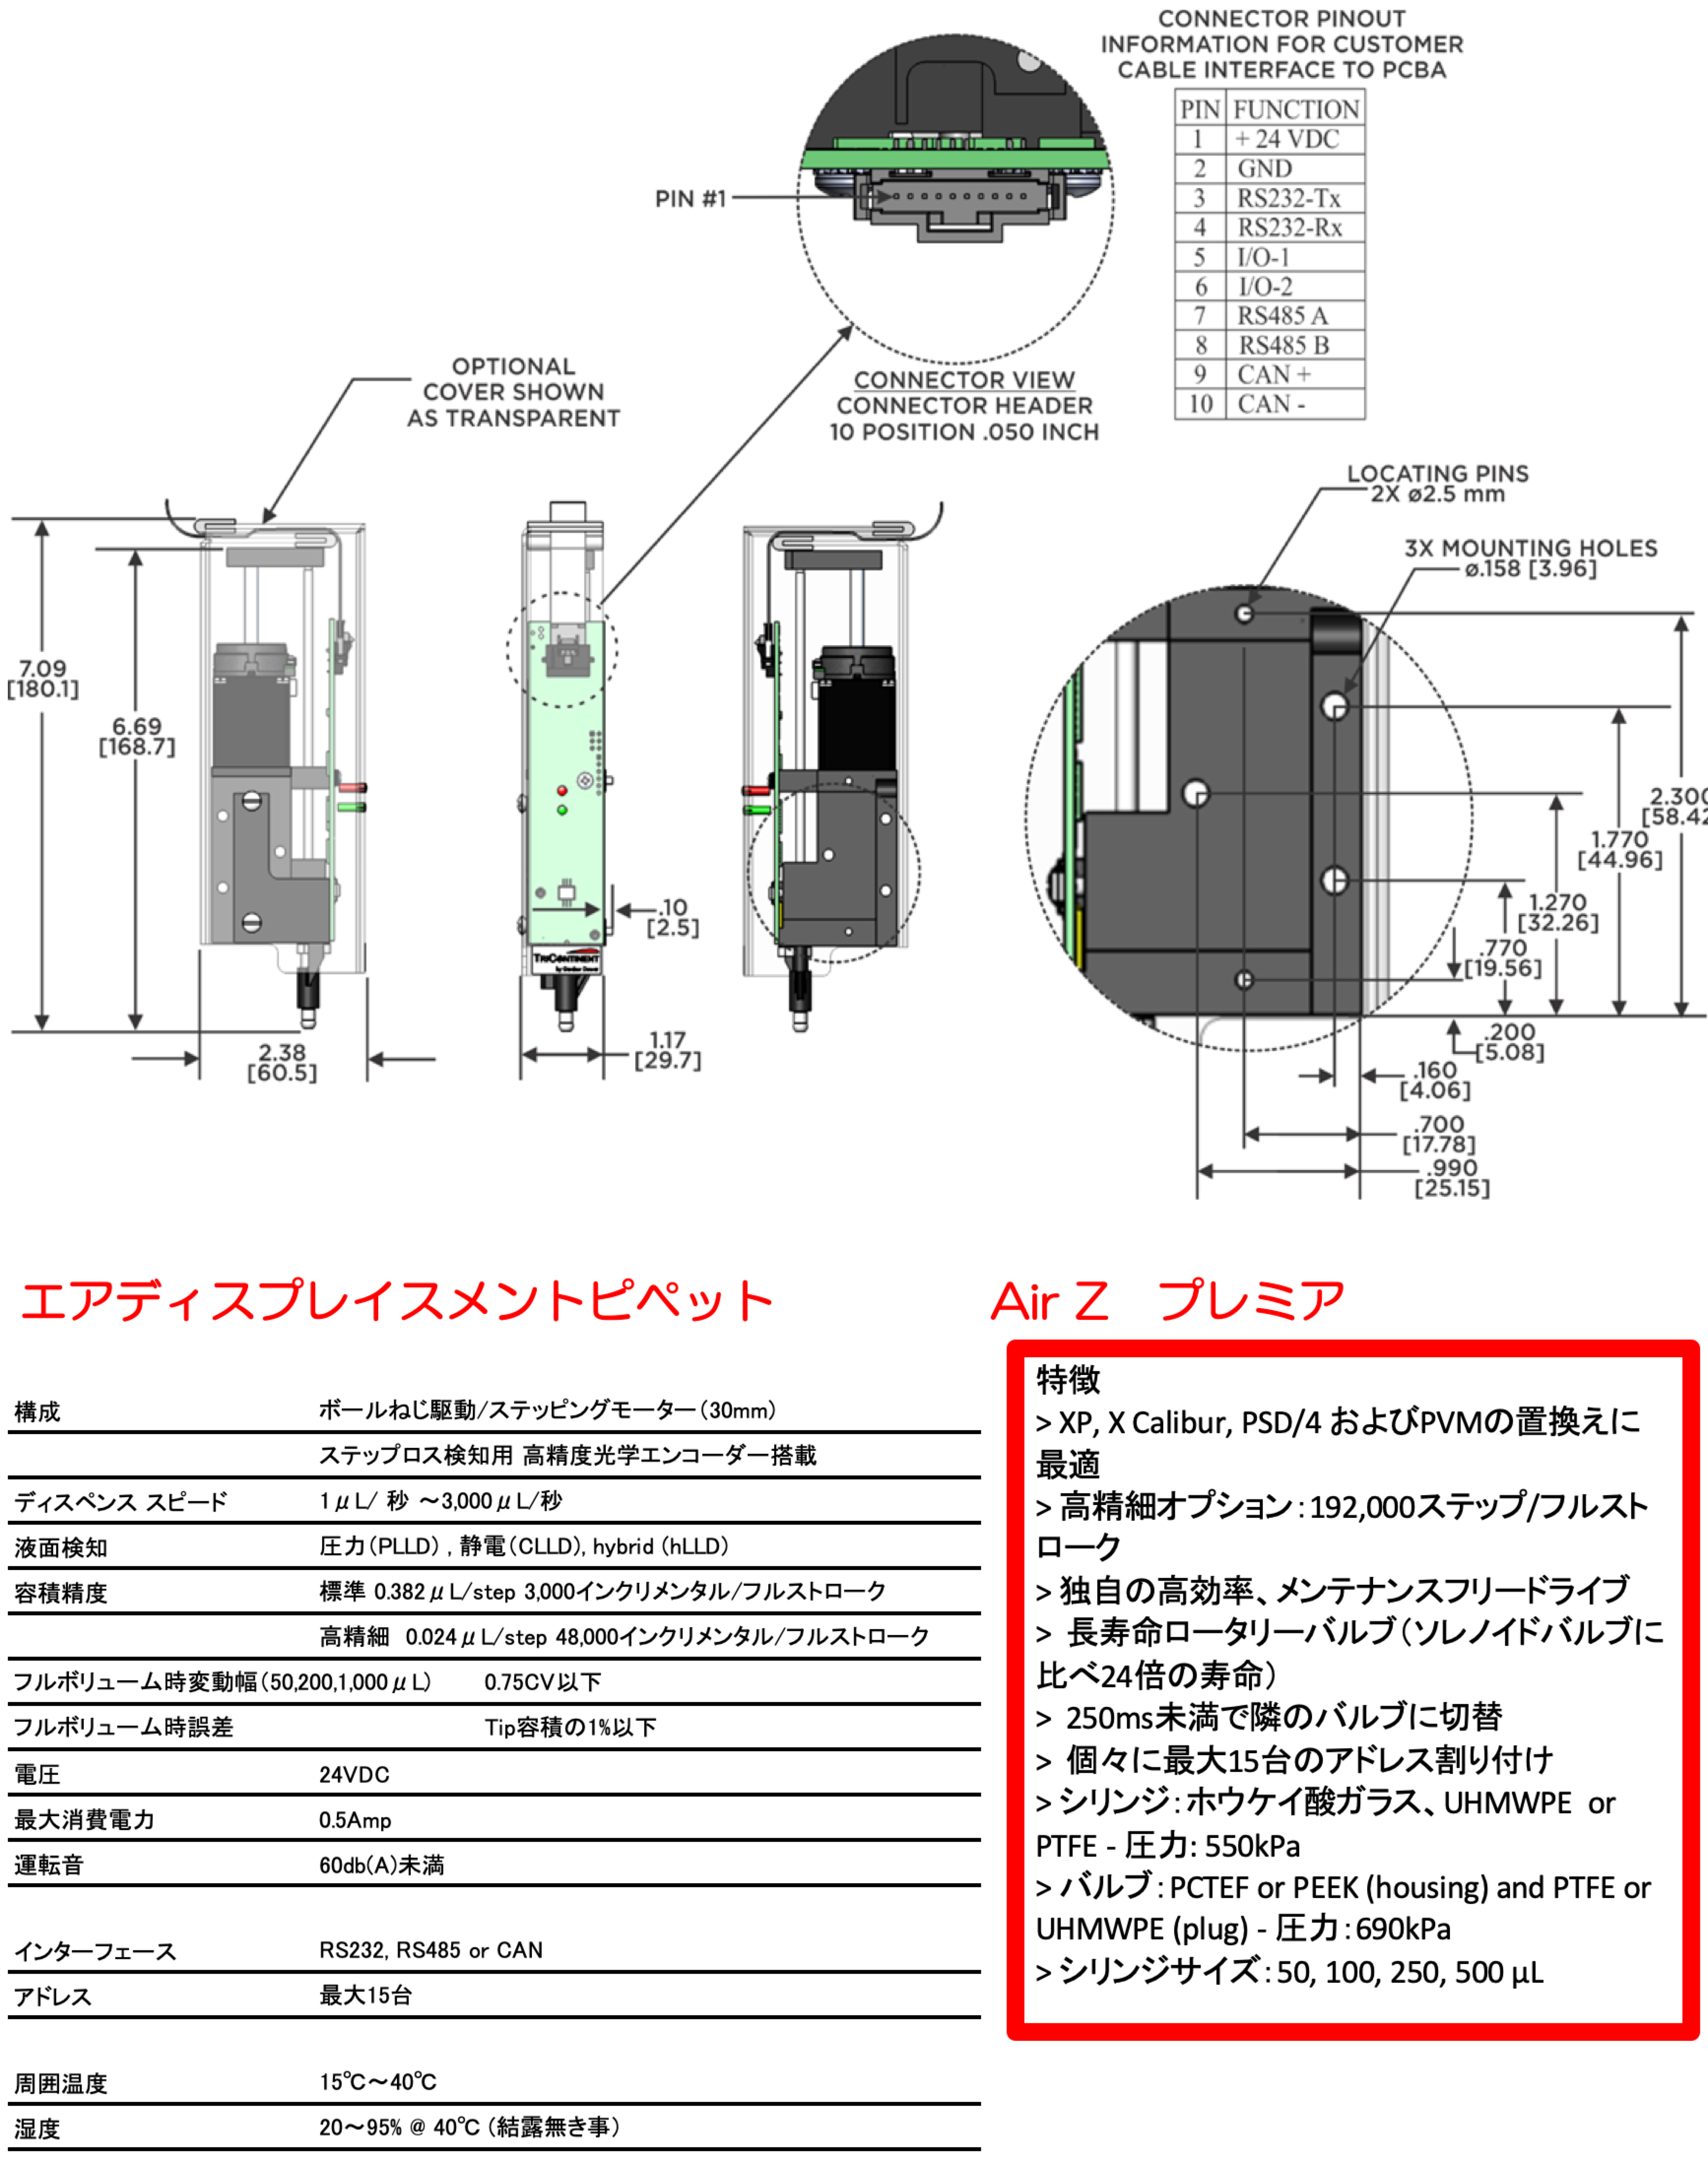 CONNECTOR PINOUT
INFORMATION FOR CUSTOMER
CABLE INTERFACE TO PCBA
PIN FUNCTION
1 + 24 VDC
2 GND
3 RS232-Tx
4 RS232-Rx
5 I/O-1
6 I/O-2
7 RS485 A
8 RS485 B
9 CAN +
10 CAN -
PIN #1
CONNECTOR VIEW
CONNECTOR HEADER
10 POSITION .050 INCH
OPTIONAL
COVER SHOWN
AS TRANSPARENT
LOCATING PINS
2X ø2.5 mm
3X MOUNTING HOLES
ø.158 [3.96]
7.09
[180.1]
6.69
[168.7]
2.38
[60.5]
.10
[2.5]
TRICONTINENT
by Gardner Denver
1.17
[29.7]
2.300
[58.42
1.770
[44.96]
1.270
[32.26]
.770
[19.56]
.200
[5.08]
.160
[4.06]
.700
[17.78]
.990
[25.15]
エアディスプレイスメントピペット
Air Z プレミア
構成 ボールねじ駆動/ステッピングモーター(30mm)
ステップロス検知用 高精度光学エンコーダー搭載
ディスペンス スピード 1μL/ 秒 ～3,000μL/秒
液面検知 圧力(PLLD) , 静電(CLLD), hybrid (hLLD)
容積精度 標準 0.382μL/step 3,000インクリメンタル/フルストローク
高精細 0.024μL/step 48,000インクリメンタル/フルストローク
フルボリューム時変動幅(50,200,1,000μL) 0.75CV以下
フルボリューム時誤差 Tip容積の1%以下
電圧 24VDC
最大消費電力 0.5Amp
運転音 60db(A)未満
インターフェース RS232, RS485 or CAN
アドレス 最大15台
周囲温度 15℃～40℃
湿度 20～95% @ 40℃ (結露無き事)
特徴
> XP, X Calibur, PSD/4 およびPVMの置換えに
最適
> 高精細オプション：192,000ステップ/フルスト
ローク
> 独自の高効率、メンテナンスフリードライブ
> 長寿命ロータリーバルブ（ソレノイドバルブに
比べ24倍の寿命）
> 250ms未満で隣のバルブに切替
> 個々に最大15台のアドレス割り付け
> シリンジ：ホウケイ酸ガラス、UHMWPE or
PTFE - 圧力: 550kPa
> バルブ：PCTEF or PEEK (housing) and PTFE or
UHMWPE (plug) - 圧力：690kPa
> シリンジサイズ：50, 100, 250, 500 μL